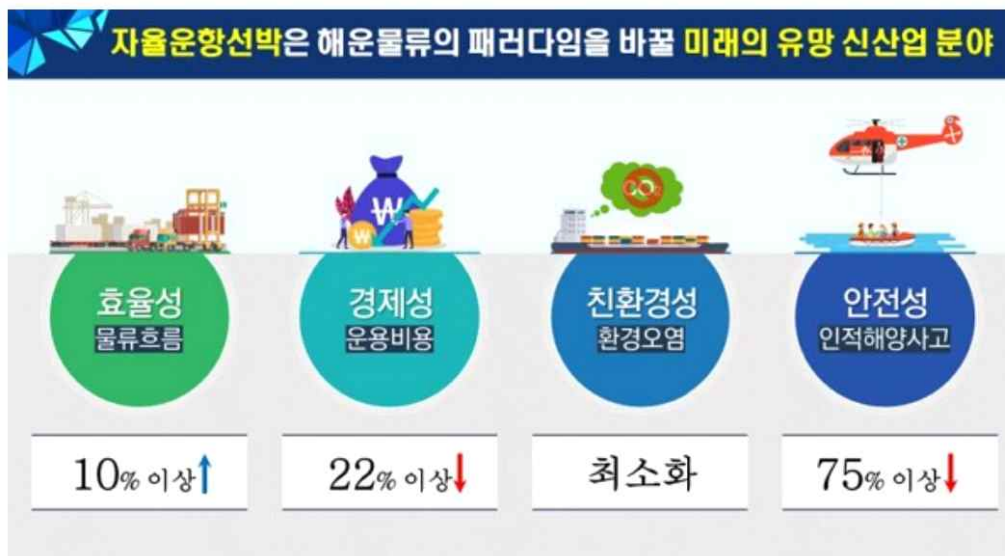 자율운항선박은 해운물류의 패러다임을 바꿀 미래의 유망 신산업 분야
₩
₩
CO₂
효율성
물류흐름
경제성
운용비용
친환경성
환경오염
안전성
인적해양사고
10% 이상↑
22% 이상↓
최소화
75% 이상↓